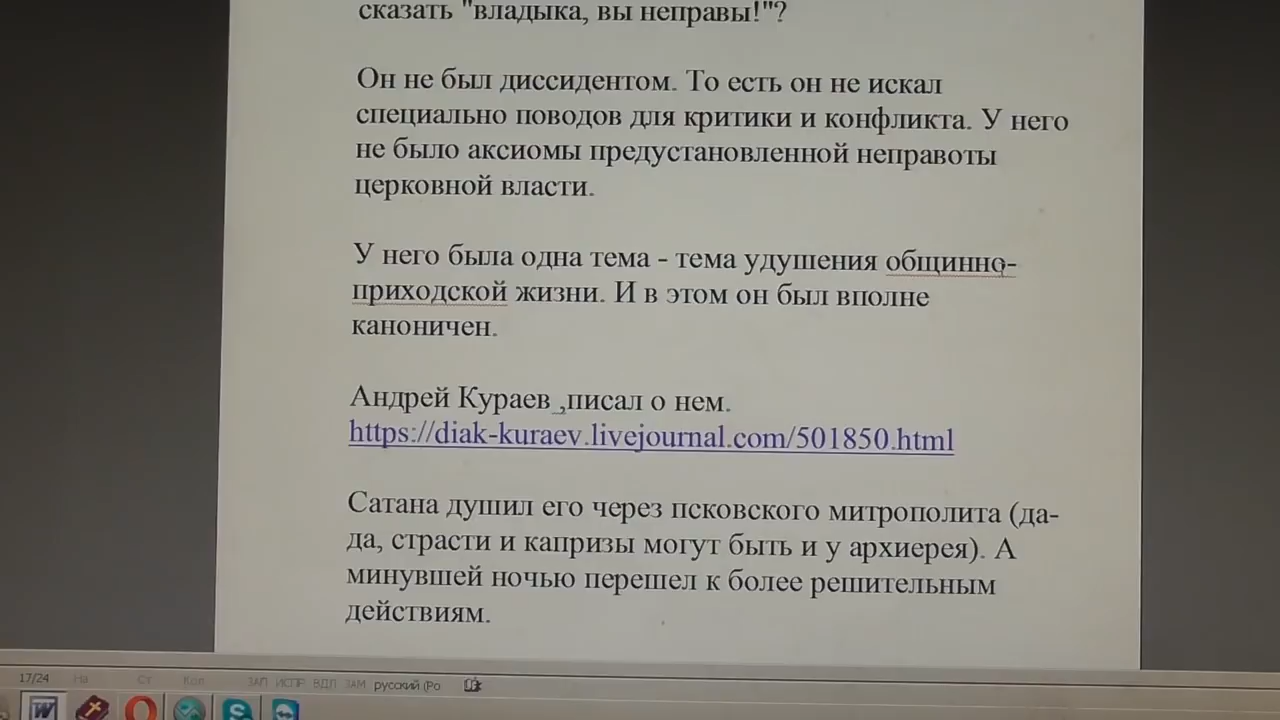 сказать "владыка, вы неправы!"?
Он не был диссидентом. То есть он не искал
специально поводов для критики и конфликта. У него
не было аксиомы предустановленной неправоты
церковной власти.
У него была одна тема - тема удушения общинно-
приходской жизни. И в этом он был вполне
каноничен.
Андрей Кураев ,писал о нем.
https://diak-kuraev.livejournal.com/501850.html
Сатана душил его через псковского митрополита (да-
да, страсти и капризы могут быть и у архиерея). А
минувшей ночью перешел к более решительным
действиям.
17/24 На Ст Кол ЗАП ИСПР ВДЛ ЗАМ русский (Ро